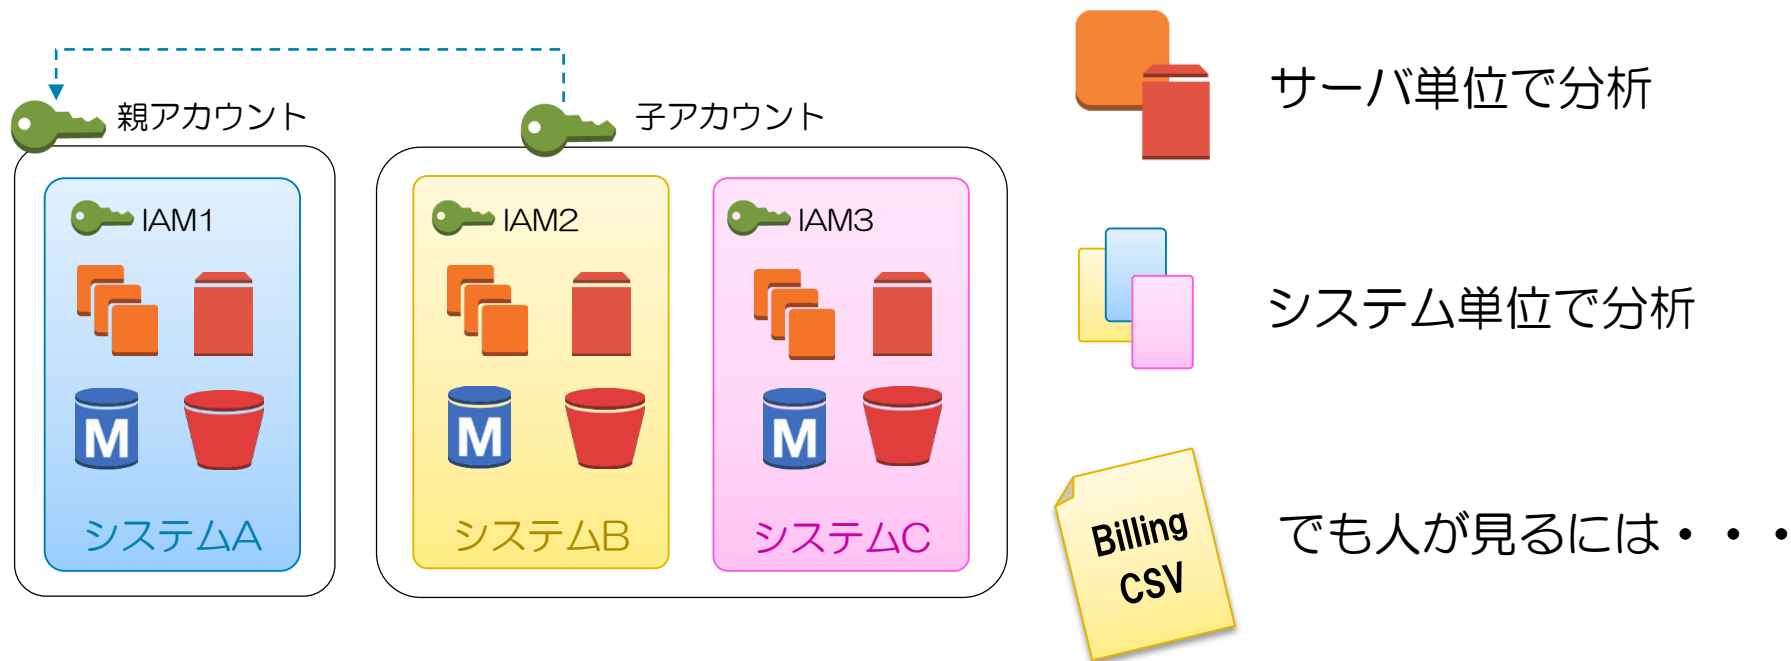 親アカウント
子アカウント
IAM1
IAM2
IAM3
M
M
M
システムA
システムB
システムC
サーバ単位で分析
システム単位で分析
Billing
CSV
でも人が見るには・・・